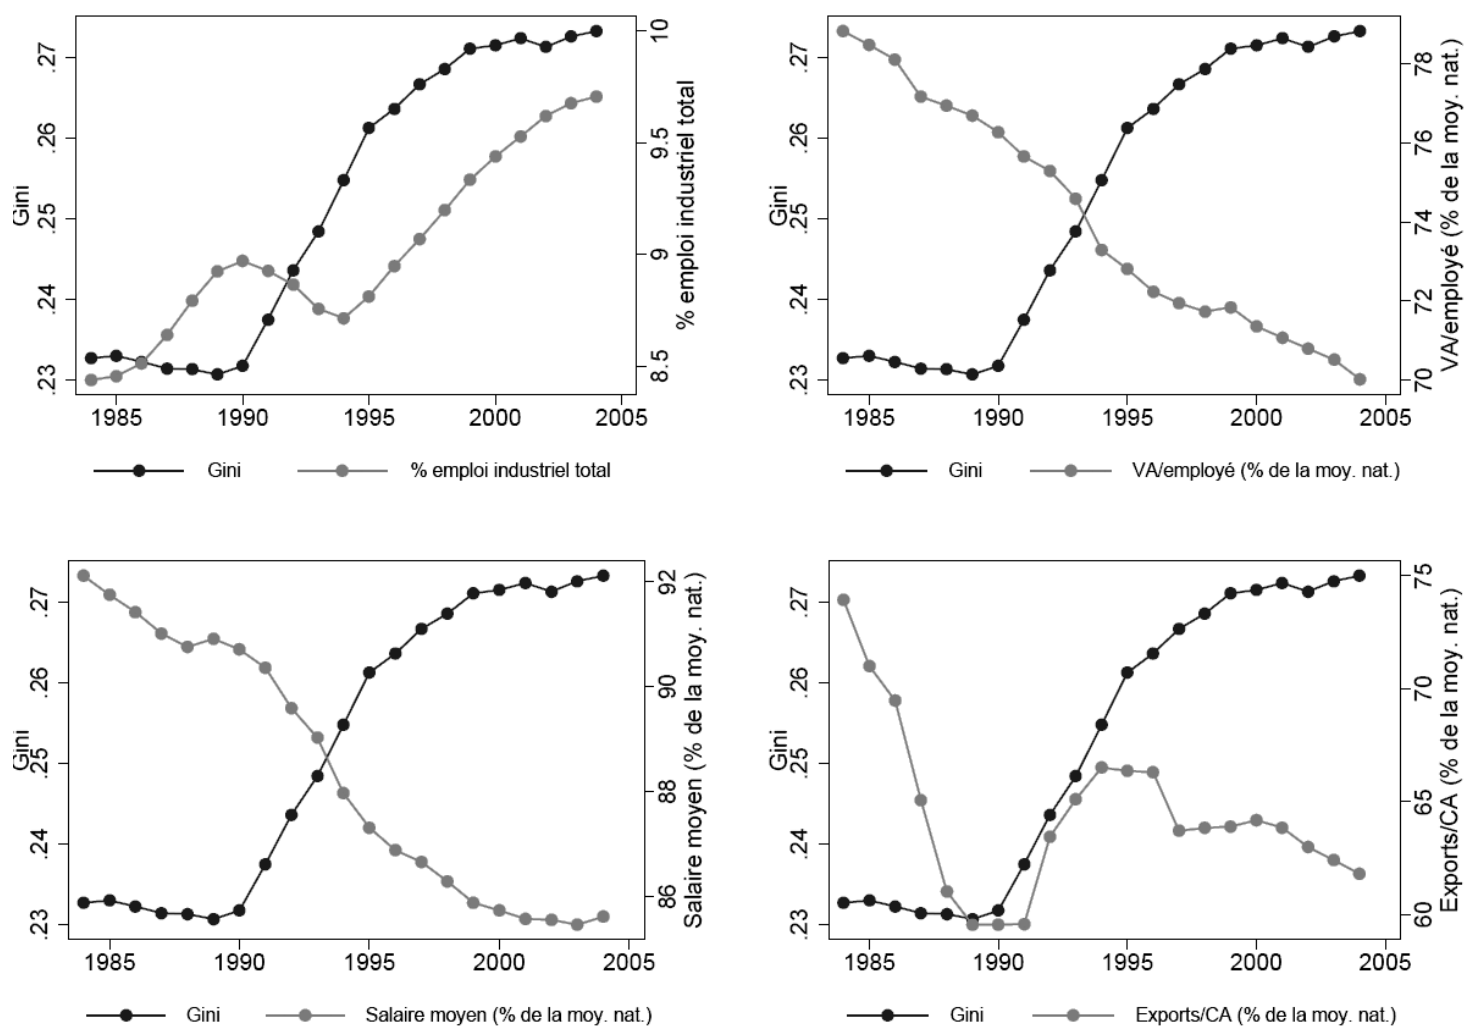 Gini
.23 .24 .25 .26 .27
8.5 9 9.5 10
% emploi industriel total
1985 1990 1995 2000 2005
Gini % emploi industriel total
Gini
.23 .24 .25 .26 .27
70 72 74 76 78
VA/employé (% de la moy. nat.)
1985 1990 1995 2000 2005
Gini VA/employé (% de la moy. nat.)
Gini
.23 .24 .25 .26 .27
86 88 90 92
Salaire moyen (% de la moy. nat.)
1985 1990 1995 2000 2005
Gini Salaire moyen (% de la moy. nat.)
Gini
.23 .24 .25 .26 .27
60 65 70 75
Exports/CA (% de la moy. nat.)
1985 1990 1995 2000 2005
Gini Exports/CA (% de la moy. nat.)